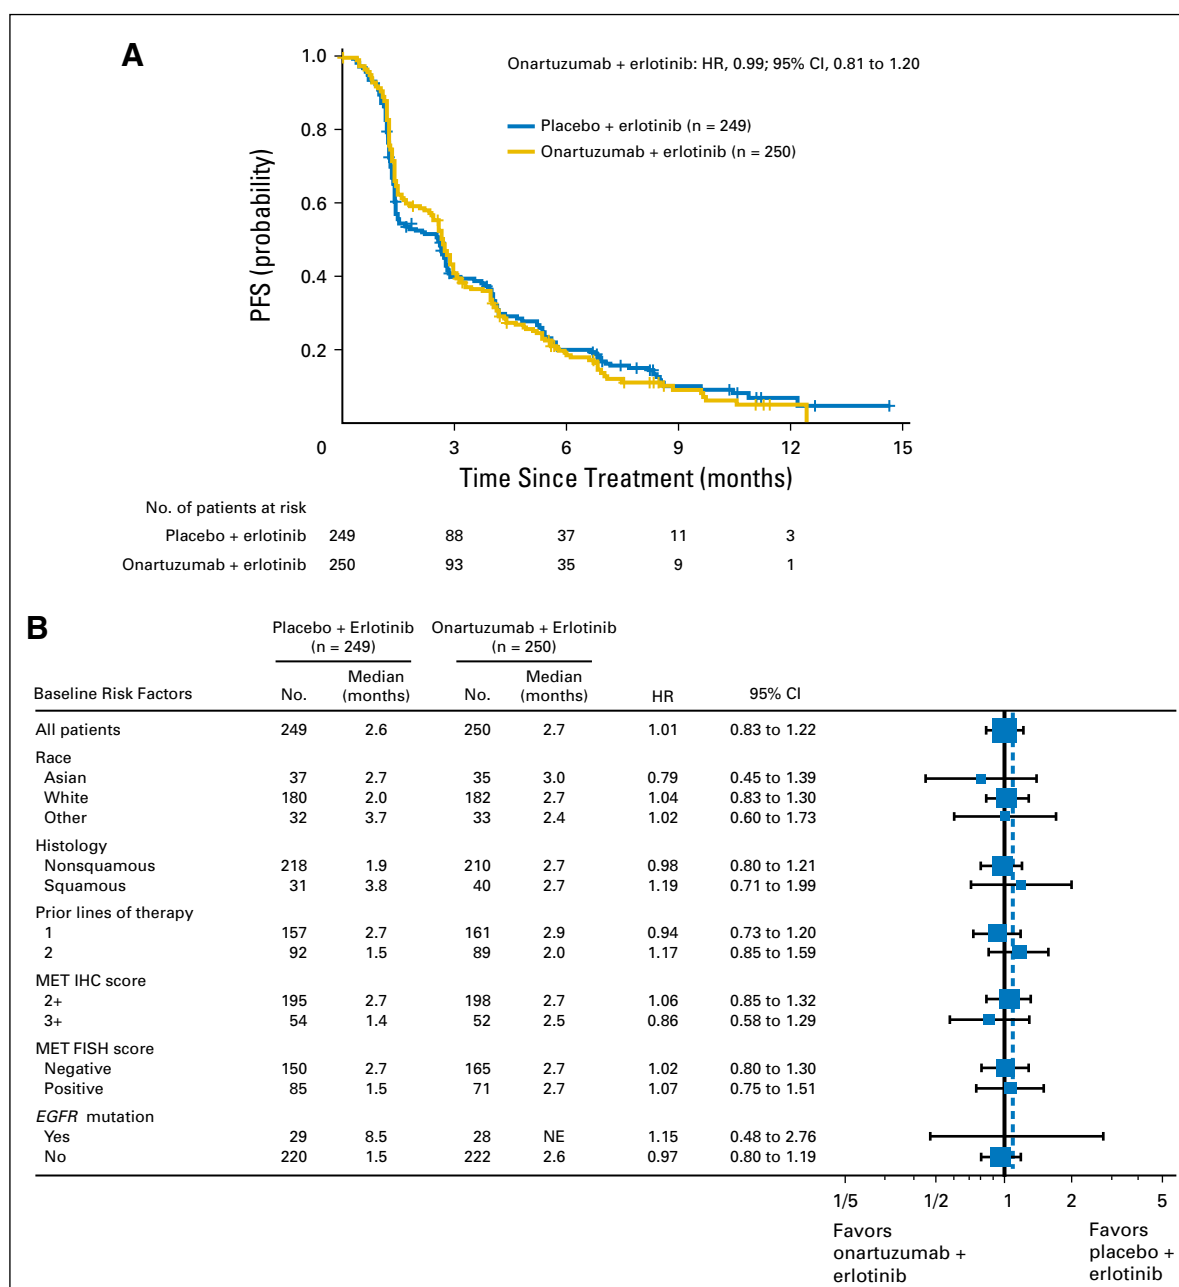 A
Onartuzumab + erlotinib: HR, 0.99; 95% CI, 0.81 to 1.20
Placebo + erlotinib (n = 249)
Onartuzumab + erlotinib (n = 250)
PFS (probability)
1.0
0.8
0.6
0.4
0.2
0 3 6 9 12 15
Time Since Treatment (months)
No. of patients at risk
Placebo + erlotinib 249 88 37 11 3
Onartuzumab + erlotinib 250 93 35 9 1
B
Placebo + Erlotinib Onartuzumab + Erlotinib
(n = 249) (n = 250)
Median Median
Baseline Risk Factors No. (months) No. (months) HR 95% CI
All patients 249 2.6 250 2.7 1.01 0.83 to 1.22
Race
Asian 37 2.7 35 3.0 0.79 0.45 to 1.39
White 180 2.0 182 2.7 1.04 0.83 to 1.30
Other 32 3.7 33 2.4 1.02 0.60 to 1.73
Histology
Nonsquamous 218 1.9 210 2.7 0.98 0.80 to 1.21
Squamous 31 3.8 40 2.7 1.19 0.71 to 1.99
Prior lines of therapy
1 157 2.7 161 2.9 0.94 0.73 to 1.20
2 92 1.5 89 2.0 1.17 0.85 to 1.59
MET IHC score
2+ 195 2.7 198 2.7 1.06 0.85 to 1.32
3+ 54 1.4 52 2.5 0.86 0.58 to 1.29
MET FISH score
Negative 150 2.7 165 2.7 1.02 0.80 to 1.30
Positive 85 1.5 71 2.7 1.07 0.75 to 1.51
EGFR mutation
Yes 29 8.5 28 NE 1.15 0.48 to 2.76
No 220 1.5 222 2.6 0.97 0.80 to 1.19
1/5 1/2 1 2 5
Favors Favors
onartuzumab + placebo +
erlotinib erlotinib